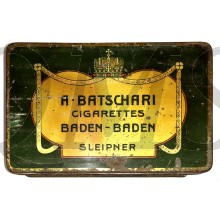 A·BATSCHARI
CIGARETTES
BADEN-BADEN
SLEIPNER